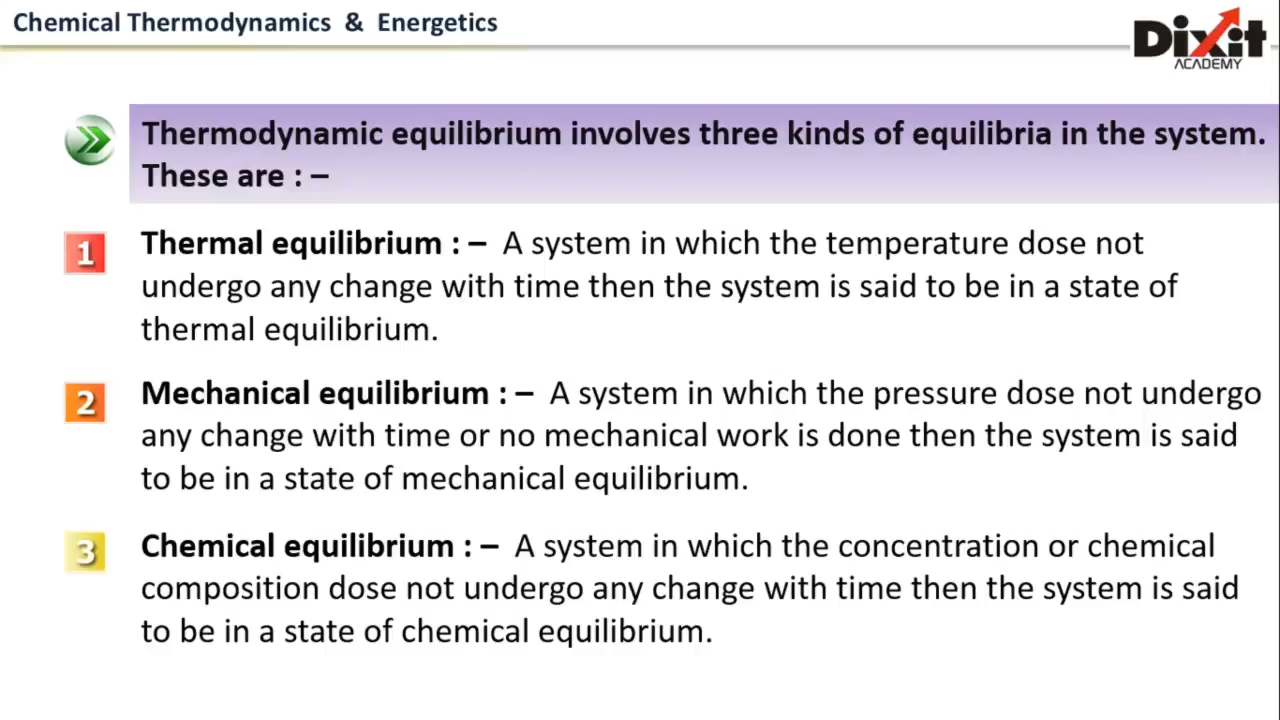 Chemical Thermodynamics & Energetics
Dixit
ACADEMY
Thermodynamic equilibrium involves three kinds of equilibria in the system.
These are : –
1
Thermal equilibrium : – A system in which the temperature dose not
undergo any change with time then the system is said to be in a state of
thermal equilibrium.
2
Mechanical equilibrium : – A system in which the pressure dose not undergo
any change with time or no mechanical work is done then the system is said
to be in a state of mechanical equilibrium.
3
Chemical equilibrium : – A system in which the concentration or chemical
composition dose not undergo any change with time then the system is said
to be in a state of chemical equilibrium.